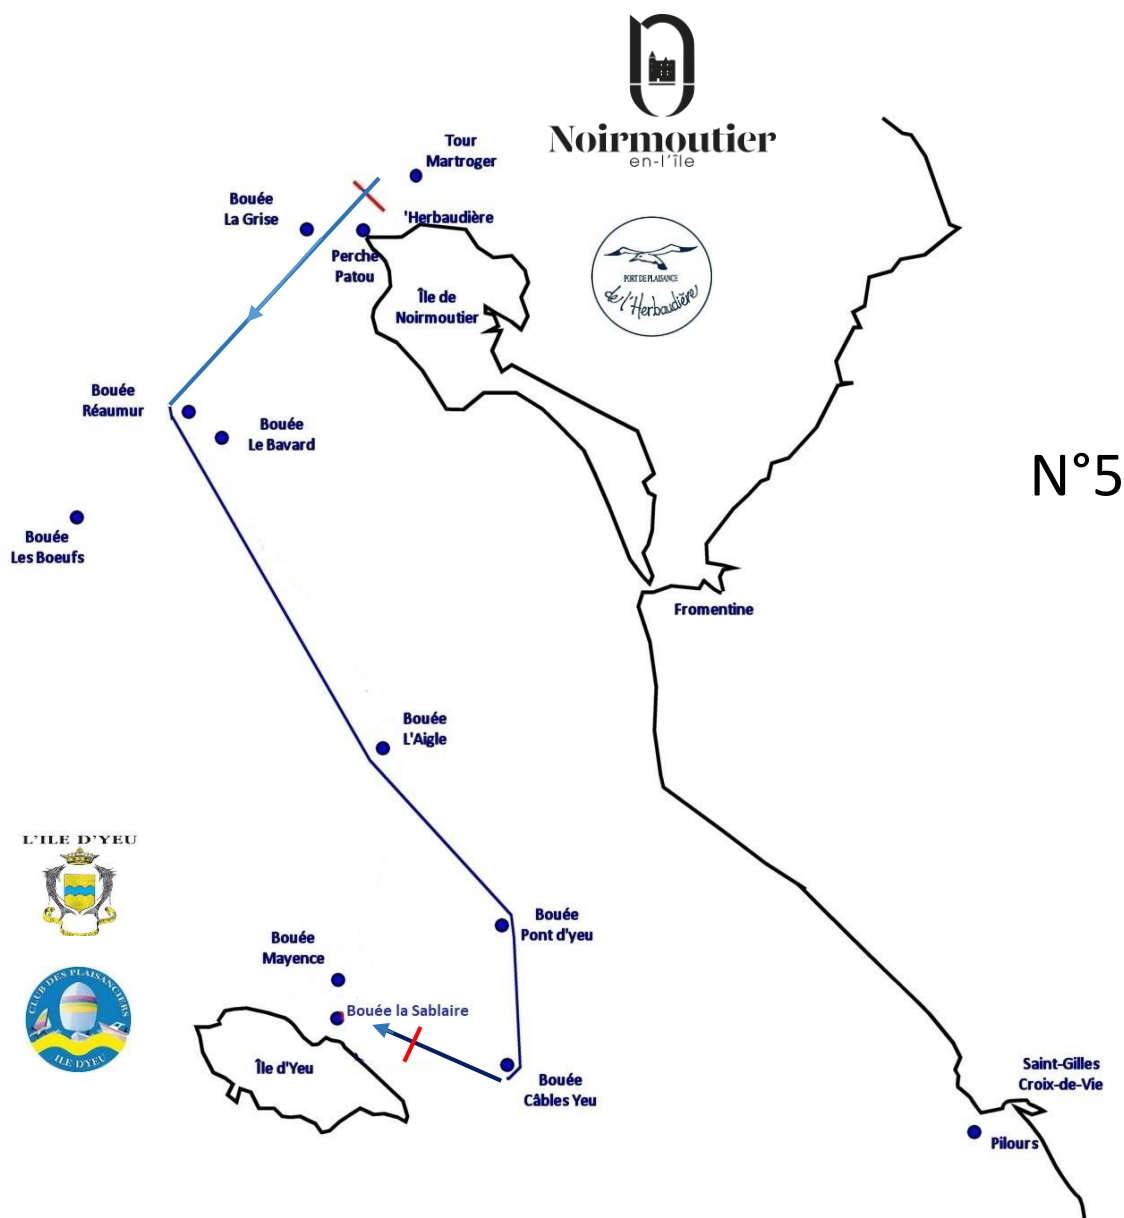 Noirmoutier
en-l'île
Tour
Martroger
Bouée
La Grise
'Herbaudière
Perche
Patou
Île de
Noirmoutier
PORT DE PLAISANCE
de l'Herbaudière
Bouée
Réaumur
Bouée
Le Bavard
N°5
Bouée
Les Boeufs
Fromentine
Bouée
L'Aigle
L'ILE D'YEU
Bouée
Pont d'yeu
Bouée
Mayence
CLUB DES PLAISANCIERS
ILE D'YEU
Bouée la Sablaire
Île d'Yeu
Bouée
Câbles Yeu
Saint-Gilles
Croix-de-Vie
Pilours